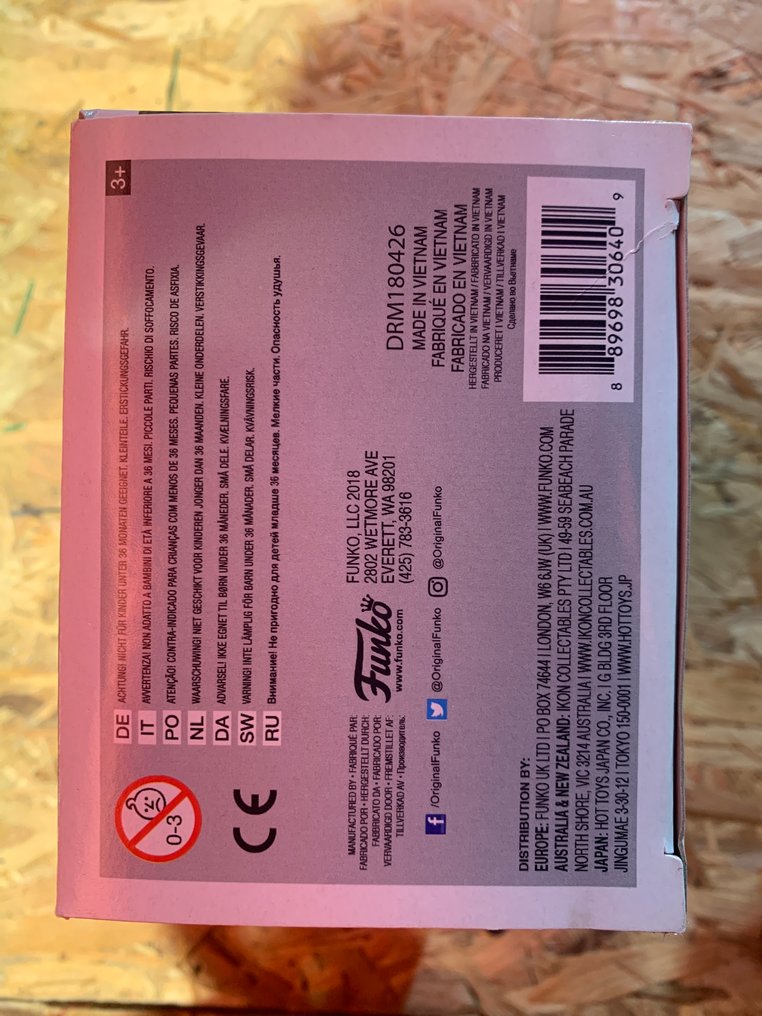 3+
DE ACHTUNG! NICHT FÜR KINDER UNTER 36 MONATEN GEEIGNET. KLEINTEILE. ERSTICKUNGSGEFAHR.
IT AVVERTENZA! NON ADATTO A BAMBINI DI ETÀ INFERIORE A 36 MESI. PICCOLE PARTI. RISCHIO DI SOFFOCAMENTO.
PO ATENÇÃO! CONTRA-INDICADO PARA CRIANÇAS COM MENOS DE 36 MESES. PEQUENAS PARTES. RISCO DE ASFIXIA.
NL WAARSCHUWING! NIET GESCHIKT VOOR KINDEREN JONGER DAN 36 MAANDEN. KLEINE ONDERDELEN. VERSTIKKINGSGEVAAR.
DA ADVARSEL! IKKE EGNET TIL BØRN UNDER 36 MÅNEDER. SMÅ DELE. KVÆLNINGSFARE.
SW VARNING! INTE LÄMPLIG FÖR BARN UNDER 36 MÅNADER. SMÅ DELAR. KVÄVNINGSRISK.
RU Внимание! Не пригодно для детей младше 36 месяцев. Мелкие части. Опасность удушья.
0-3
CE
MANUFACTURED BY • FABRIQUÉ PAR:
FABRICADO POR • HERGESTELLT DURCH:
FABBRICATO DA • FABRICADO POR:
VERVAARDIGD DOOR • FREMSTILLET AF:
TILLVERKAD AV • Производитель:
Funko
www.funko.com
FUNKO, LLC 2018
2802 WETMORE AVE
EVERETT, WA 98201
(425) 783-3616
/OriginalFunko @OriginalFunko @OriginalFunko
DRM180426
MADE IN VIETNAM
FABRIQUÉ EN VIETNAM
FABRICADO EN VIETNAM
HERGESTELLT IN VIETNAM / FABBRICATO IN VIETNAM
FABRICADO NA VIETNAM / VERVAARDIGD IN VIETNAM
PRODUCERET I VIETNAM / TILLVERKAD I VIETNAM
Сделано во Вьетнаме
DISTRIBUTION BY:
EUROPE: FUNKO UK LTD I PO BOX 74644 I LONDON, W6 6JW (UK) I WWW.FUNKO.COM
AUSTRALIA & NEW ZEALAND: IKON COLLECTABLES PTY LTD I 49-59 SEABEACH PARADE
NORTH SHORE, VIC 3214 AUSTRALIA I WWW.IKONCOLLECTABLES.COM.AU
JAPAN: HOT TOYS JAPAN CO., INC. I G BLDG 3RD FLOOR
JINGUMAE 3-30-12 I TOKYO 150-0001 I WWW.HOTTOYS.JP
8 89698 30640 9